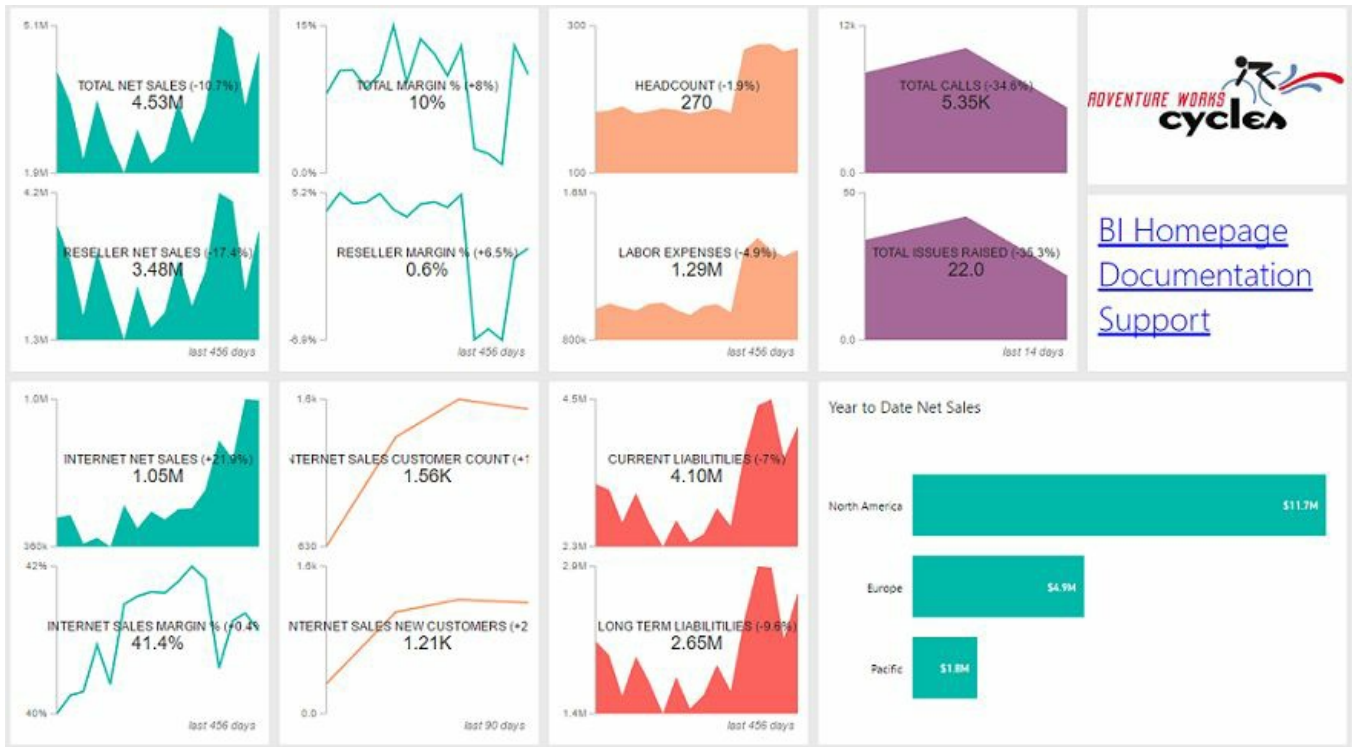 5.1M
TOTAL NET SALES (-10.7%)
4.53M
1.9M
4.2M
RESELLER NET SALES (-17.4%)
3.48M
1.3M
last 456 days
15%
TOTAL MARGIN % (+8%)
10%
0.0%
5.2%
RESELLER MARGIN % (+6.5%)
0.6%
-6.9%
last 456 days
300
HEADCOUNT (-1.9%)
270
100
1.6M
LABOR EXPENSES (-4.9%)
1.29M
800k
last 456 days
12k
TOTAL CALLS (-34.6%)
5.35K
0.0
50
TOTAL ISSUES RAISED (-35.3%)
22.0
0.0
last 14 days
ADVENTURE WORKS
cycles
BI Homepage
Documentation
Support
1.0M
INTERNET NET SALES (+21.9%)
1.05M
360k
42%
INTERNET SALES MARGIN % (+0.4%
41.4%
40%
last 456 days
1.6k
NTERNET SALES CUSTOMER COUNT (+1
1.56K
630
1.6k
NTERNET SALES NEW CUSTOMERS (+2
1.21K
0.0
last 90 days
4.5M
CURRENT LIABILITILIES (-7%)
4.10M
2.3M
2.9M
LONG TERM LIABILITILIES (-9.6%)
2.65M
1.4M
last 456 days
Year to Date Net Sales
North America
$11.7M
Europe
$4.9M
Pacific
$1.8M